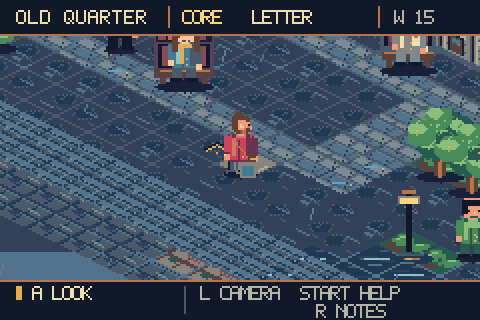 OLD QUARTER CORE LETTER W 15
A LOOK L CAMERA START HELP
R NOTES